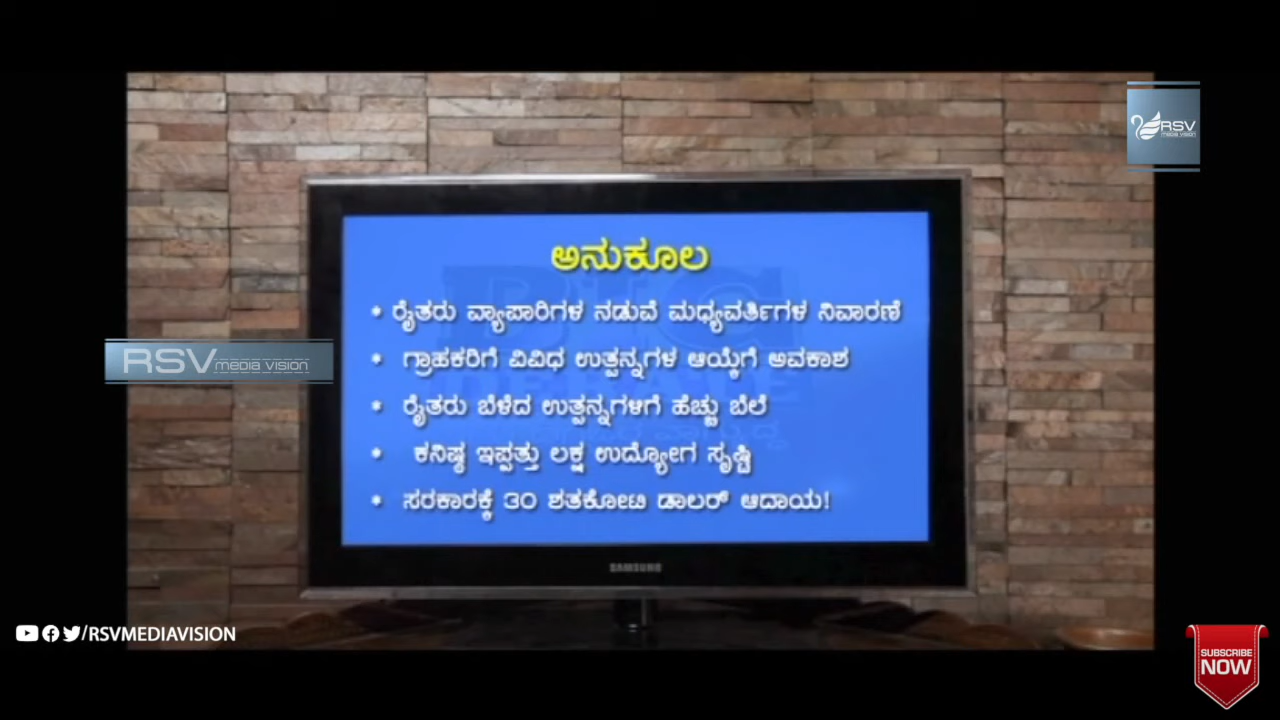 RSV
media vision
ಅನುಕೂಲ
• ರೈತರು ವ್ಯಾಪಾರಿಗಳ ನಡುವೆ ಮಧ್ಯವರ್ತಿಗಳ ನಿವಾರಣೆ
• ಗ್ರಾಹಕರಿಗೆ ವಿವಿಧ ಉತ್ಪನ್ನಗಳ ಆಯ್ಕೆಗೆ ಅವಕಾಶ
RSV media vision
• ರೈತರು ಬೆಳೆದ ಉತ್ಪನ್ನಗಳಿಗೆ ಹೆಚ್ಚು ಬೆಲೆ
• ಕನಿಷ್ಠ ಇಪ್ಪತ್ತು ಲಕ್ಷ ಉದ್ಯೋಗ ಸೃಷ್ಟಿ
• ಸರಕಾರಕ್ಕೆ ೩೦ ಶತಕೋಟಿ ಡಾಲರ್ ಆದಾಯ!
SAMSUNG
/RSVMEDIAVISION
SUBSCRIBE
NOW